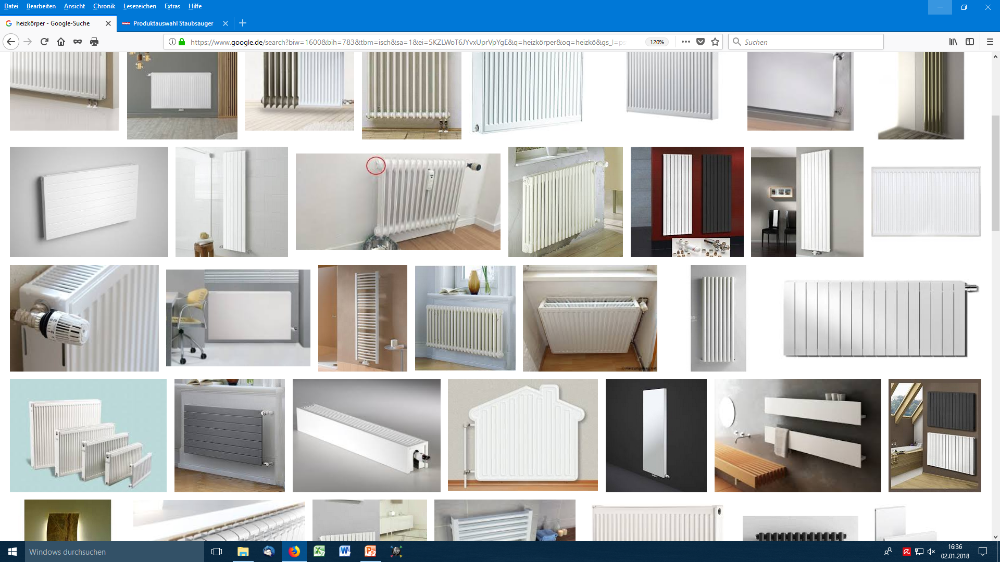 Datei Bearbeiten Ansicht Chronik Lesezeichen Extras Hilfe
heizkörper - Google-Suche
Produktauswahl Staubsauger
https://www.google.de/search?biw=1600&bih=783&tbm=isch&sa=1&ei=5KZLWoT6JYvxUprVpYgE&q=heizkörper&oq=heizkö&gs_l=ps
120%
Suchen
Windows durchsuchen
16:36
02.01.2018